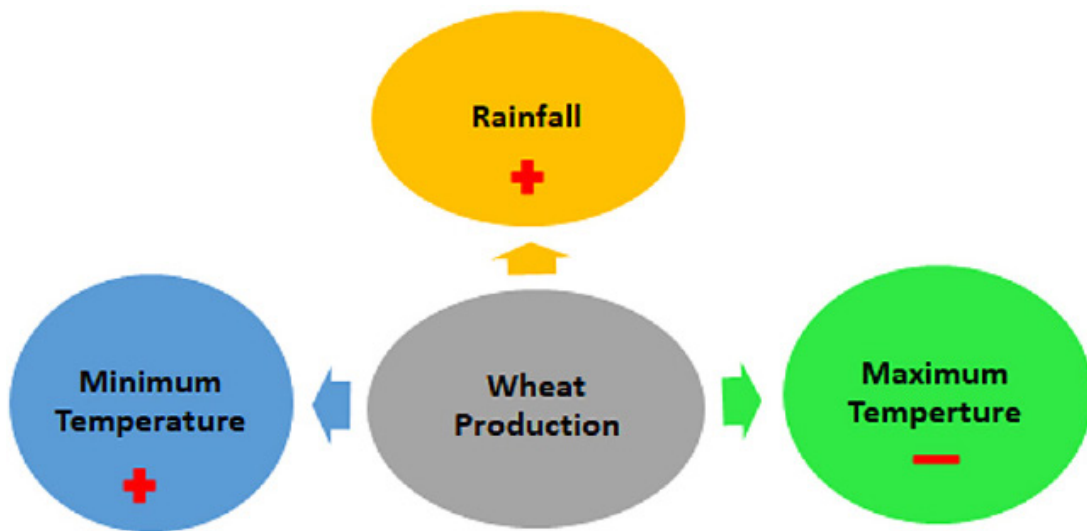 Rainfall
+
Minimum
Temperature
+
Wheat
Production
Maximum
Temperture
−